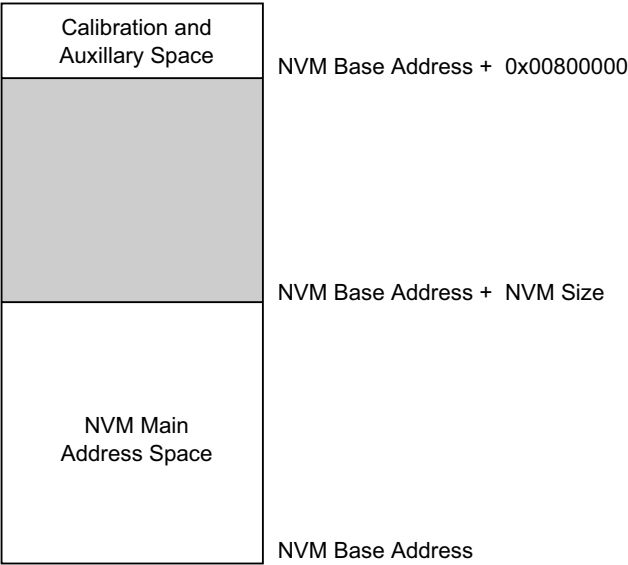 Calibration and
Auxillary Space
NVM Base Address + 0x00800000
NVM Base Address + NVM Size
NVM Main
Address Space
NVM Base Address